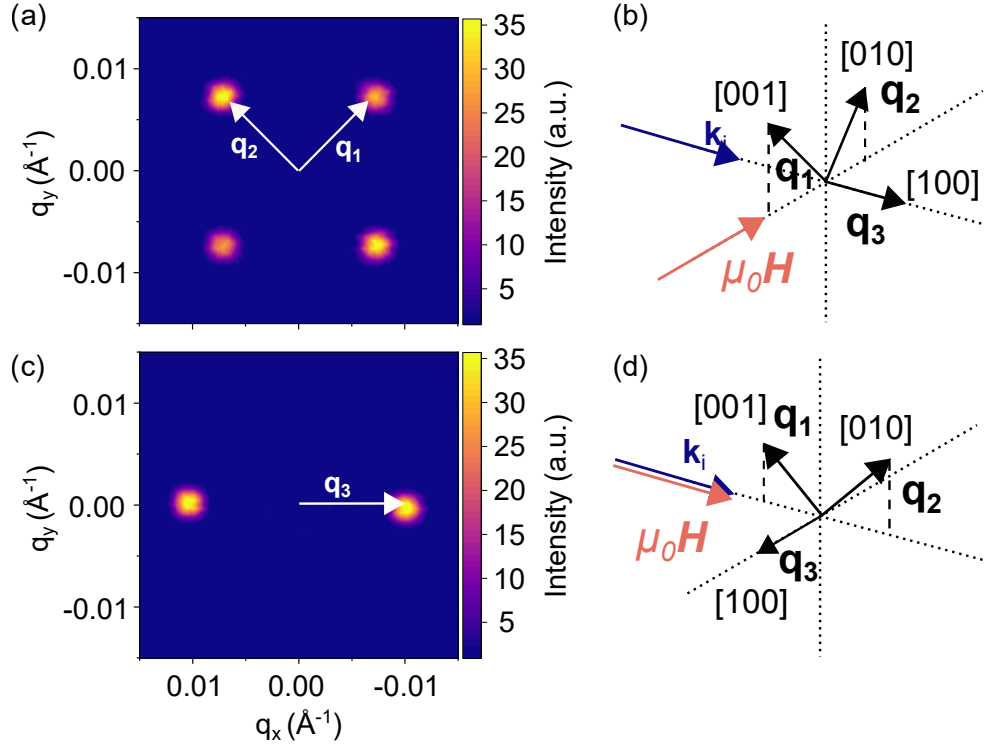 (a)
0.01
0.00
-0.01
q_y (Å⁻¹)
q₂
q₁
35
30
25
20
15
10
5
Intensity (a.u.)
(b)
[001]
[010]
q₂
k_i
q₁
[100]
q₃
μ₀H
(c)
0.01
0.00
-0.01
q_y (Å⁻¹)
q₃
0.01
0.00
-0.01
q_x (Å⁻¹)
35
30
25
20
15
10
5
Intensity (a.u.)
(d)
[001]
q₁
[010]
k_i
q₂
μ₀H
q₃
[100]